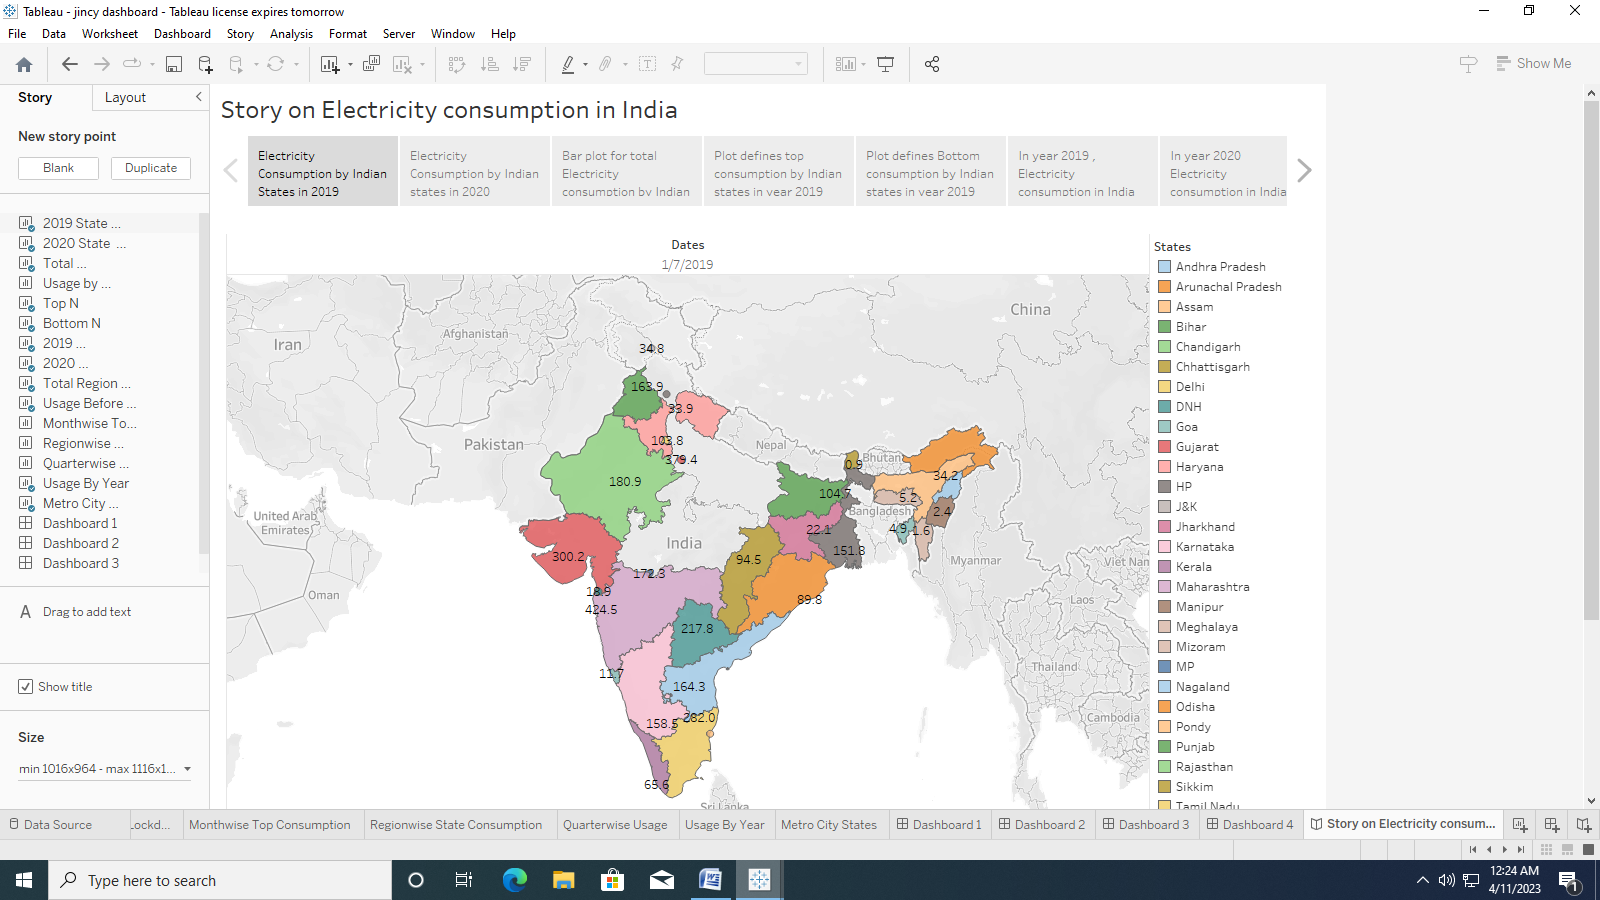 Tableau - jincy dashboard - Tableau license expires tomorrow
File Data Worksheet Dashboard Story Analysis Format Server Window Help
Show Me
Story Layout
New story point
Blank Duplicate
2019 State ...
2020 State ...
Total ...
Usage by ...
Top N
Bottom N
2019 ...
2020 ...
Total Region ...
Usage Before ...
Monthwise To...
Regionwise ...
Quarterwise ...
Usage By Year
Metro City ...
Dashboard 1
Dashboard 2
Dashboard 3
A Drag to add text
Show title
Size
min 1016x964 - max 1116x1...
Story on Electricity consumption in India
Electricity
Consumption by Indian
States in 2019
Electricity
Consumption by Indian
states in 2020
Bar plot for total
Electricity
consumption by Indian
Plot defines top
consumption by Indian
states in year 2019
Plot defines Bottom
consumption by Indian
states in year 2019
In year 2019 ,
Electricity
consumption in India
In year 2020
Electricity
consumption in India
Dates
1/7/2019
China
Iran
Afghanistan
34.8
163.9
33.9
Pakistan
103.8
Nepal
Bhutan
379.4
0.9
34.2
180.9
104.7
5.2
United Arab
Emirates
Bangladesh
2.4
India
22.1
4.9
1.6
300.2
94.5
151.8
Myanmar
Viet Nam
172.3
Oman
18.9
424.5
89.8
Laos
217.8
11.7
Thailand
164.3
158.5
282.0
Cambodia
65.6
Sri Lanka
States
Andhra Pradesh
Arunachal Pradesh
Assam
Bihar
Chandigarh
Chhattisgarh
Delhi
DNH
Goa
Gujarat
Haryana
HP
J&K
Jharkhand
Karnataka
Kerala
Maharashtra
Manipur
Meghalaya
Mizoram
MP
Nagaland
Odisha
Pondy
Punjab
Rajasthan
Sikkim
Tamil Nadu
Data Source Lockd... Monthwise Top Consumption Regionwise State Consumption Quarterwise Usage Usage By Year Metro City States Dashboard 1 Dashboard 2 Dashboard 3 Dashboard 4 Story on Electricity consum...
Type here to search
12:24 AM
4/11/2023
1